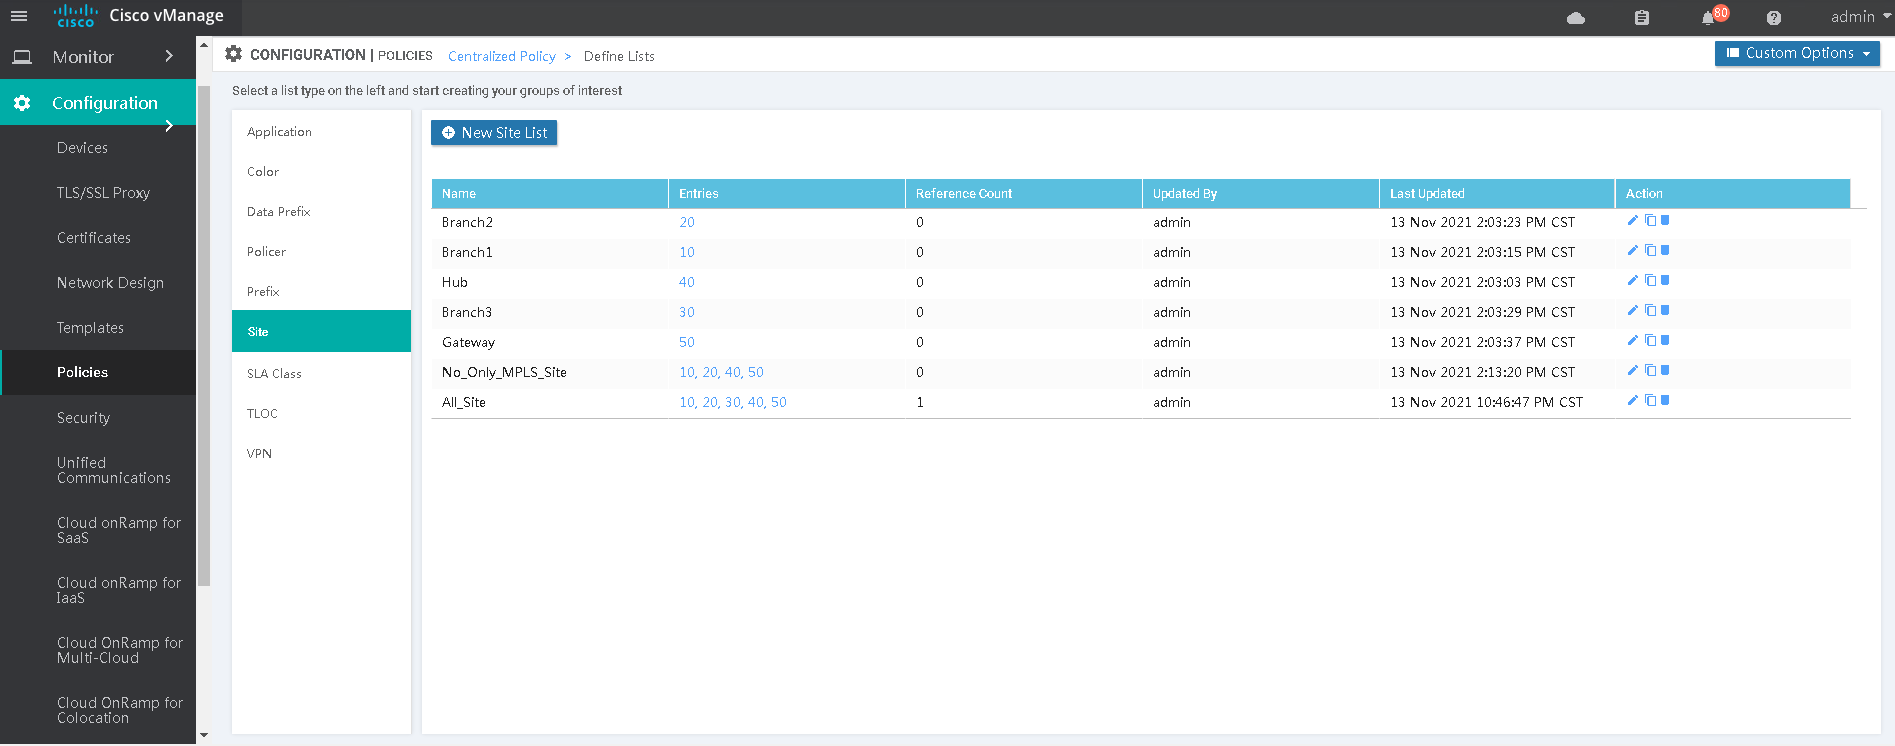 cisco Cisco vManage
80
admin
Monitor
Configuration
Devices
TLS/SSL Proxy
Certificates
Network Design
Templates
Policies
Security
Unified
Communications
Cloud onRamp for
SaaS
Cloud onRamp for
IaaS
Cloud OnRamp for
Multi-Cloud
Cloud OnRamp for
Colocation
CONFIGURATION | POLICIES Centralized Policy > Define Lists
Custom Options
Select a list type on the left and start creating your groups of interest
Application
Color
Data Prefix
Policer
Prefix
Site
SLA Class
TLOC
VPN
New Site List
Name Entries Reference Count Updated By Last Updated Action
Branch2 20 0 admin 13 Nov 2021 2:03:23 PM CST
Branch1 10 0 admin 13 Nov 2021 2:03:15 PM CST
Hub 40 0 admin 13 Nov 2021 2:03:03 PM CST
Branch3 30 0 admin 13 Nov 2021 2:03:29 PM CST
Gateway 50 0 admin 13 Nov 2021 2:03:37 PM CST
No_Only_MPLS_Site 10, 20, 40, 50 0 admin 13 Nov 2021 2:13:20 PM CST
All_Site 10, 20, 30, 40, 50 1 admin 13 Nov 2021 10:46:47 PM CST